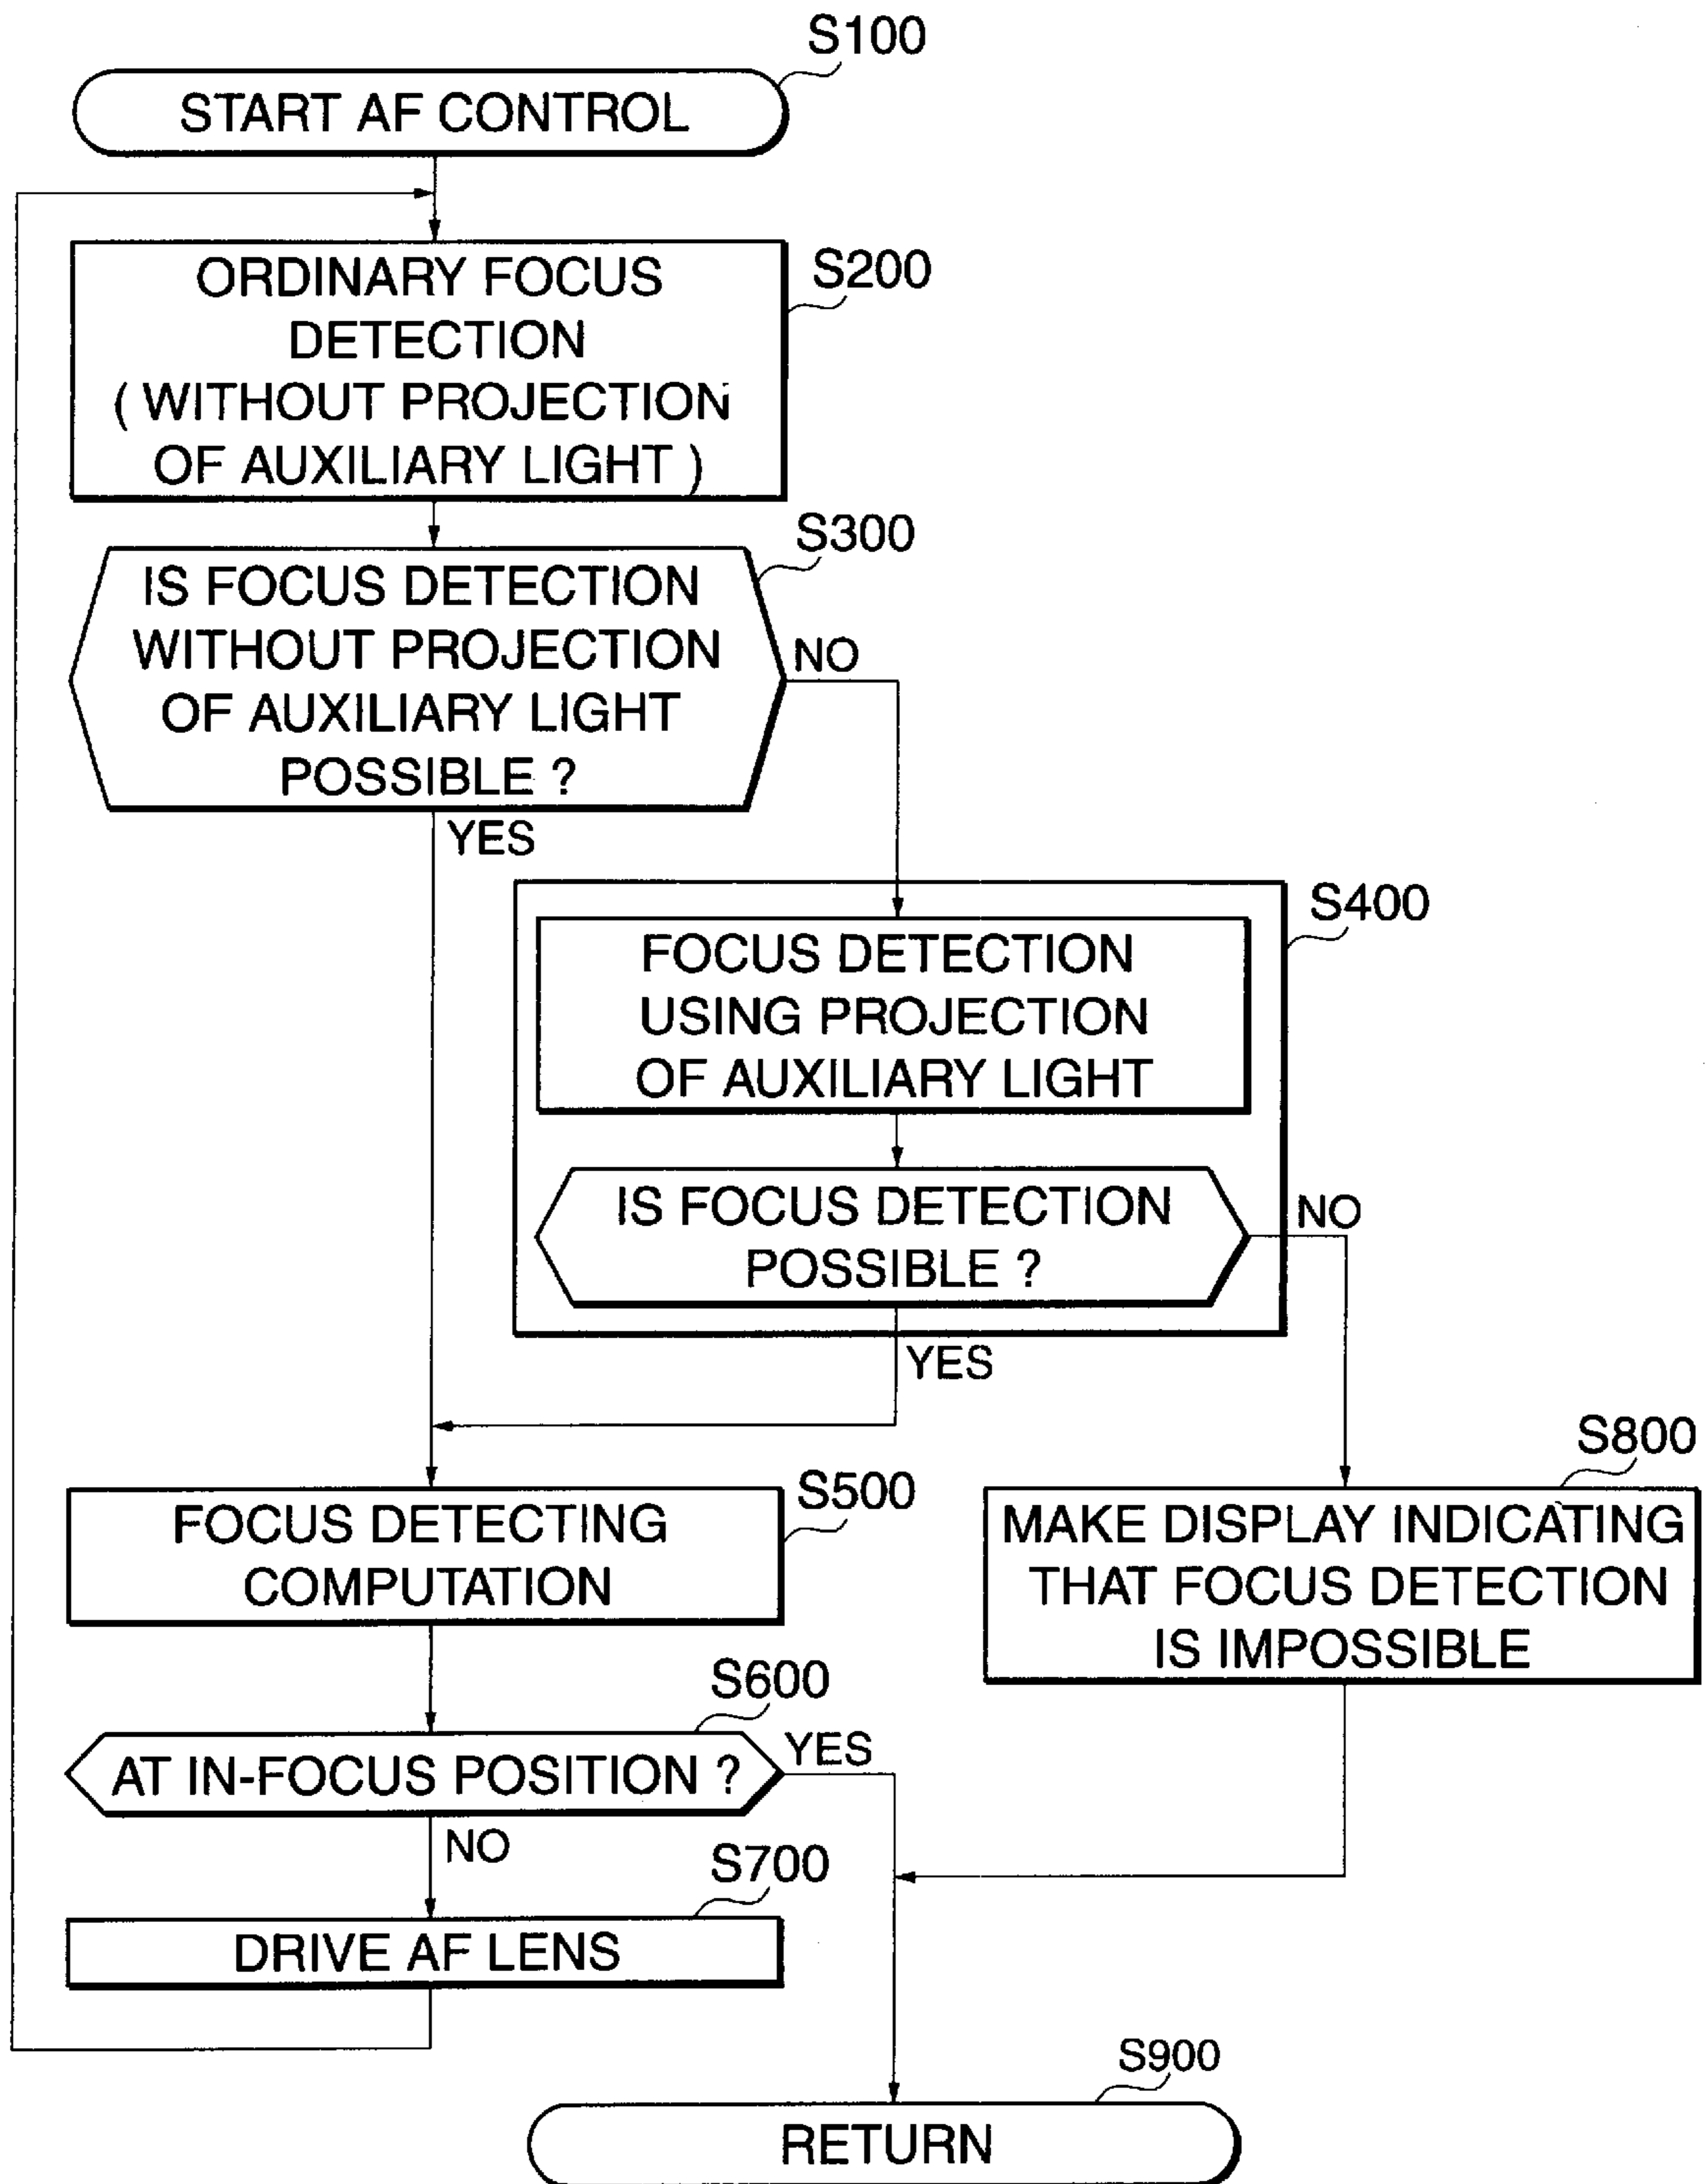 S100
START AF CONTROL
S200
ORDINARY FOCUS
DETECTION
( WITHOUT PROJECTION
OF AUXILIARY LIGHT )
S300
IS FOCUS DETECTION
WITHOUT PROJECTION
OF AUXILIARY LIGHT
POSSIBLE ?
NO
YES
S400
FOCUS DETECTION
USING PROJECTION
OF AUXILIARY LIGHT
IS FOCUS DETECTION
POSSIBLE ?
NO
YES
S500
FOCUS DETECTING
COMPUTATION
S800
MAKE DISPLAY INDICATING
THAT FOCUS DETECTION
IS IMPOSSIBLE
S600
AT IN-FOCUS POSITION ?
YES
NO
S700
DRIVE AF LENS
S900
RETURN